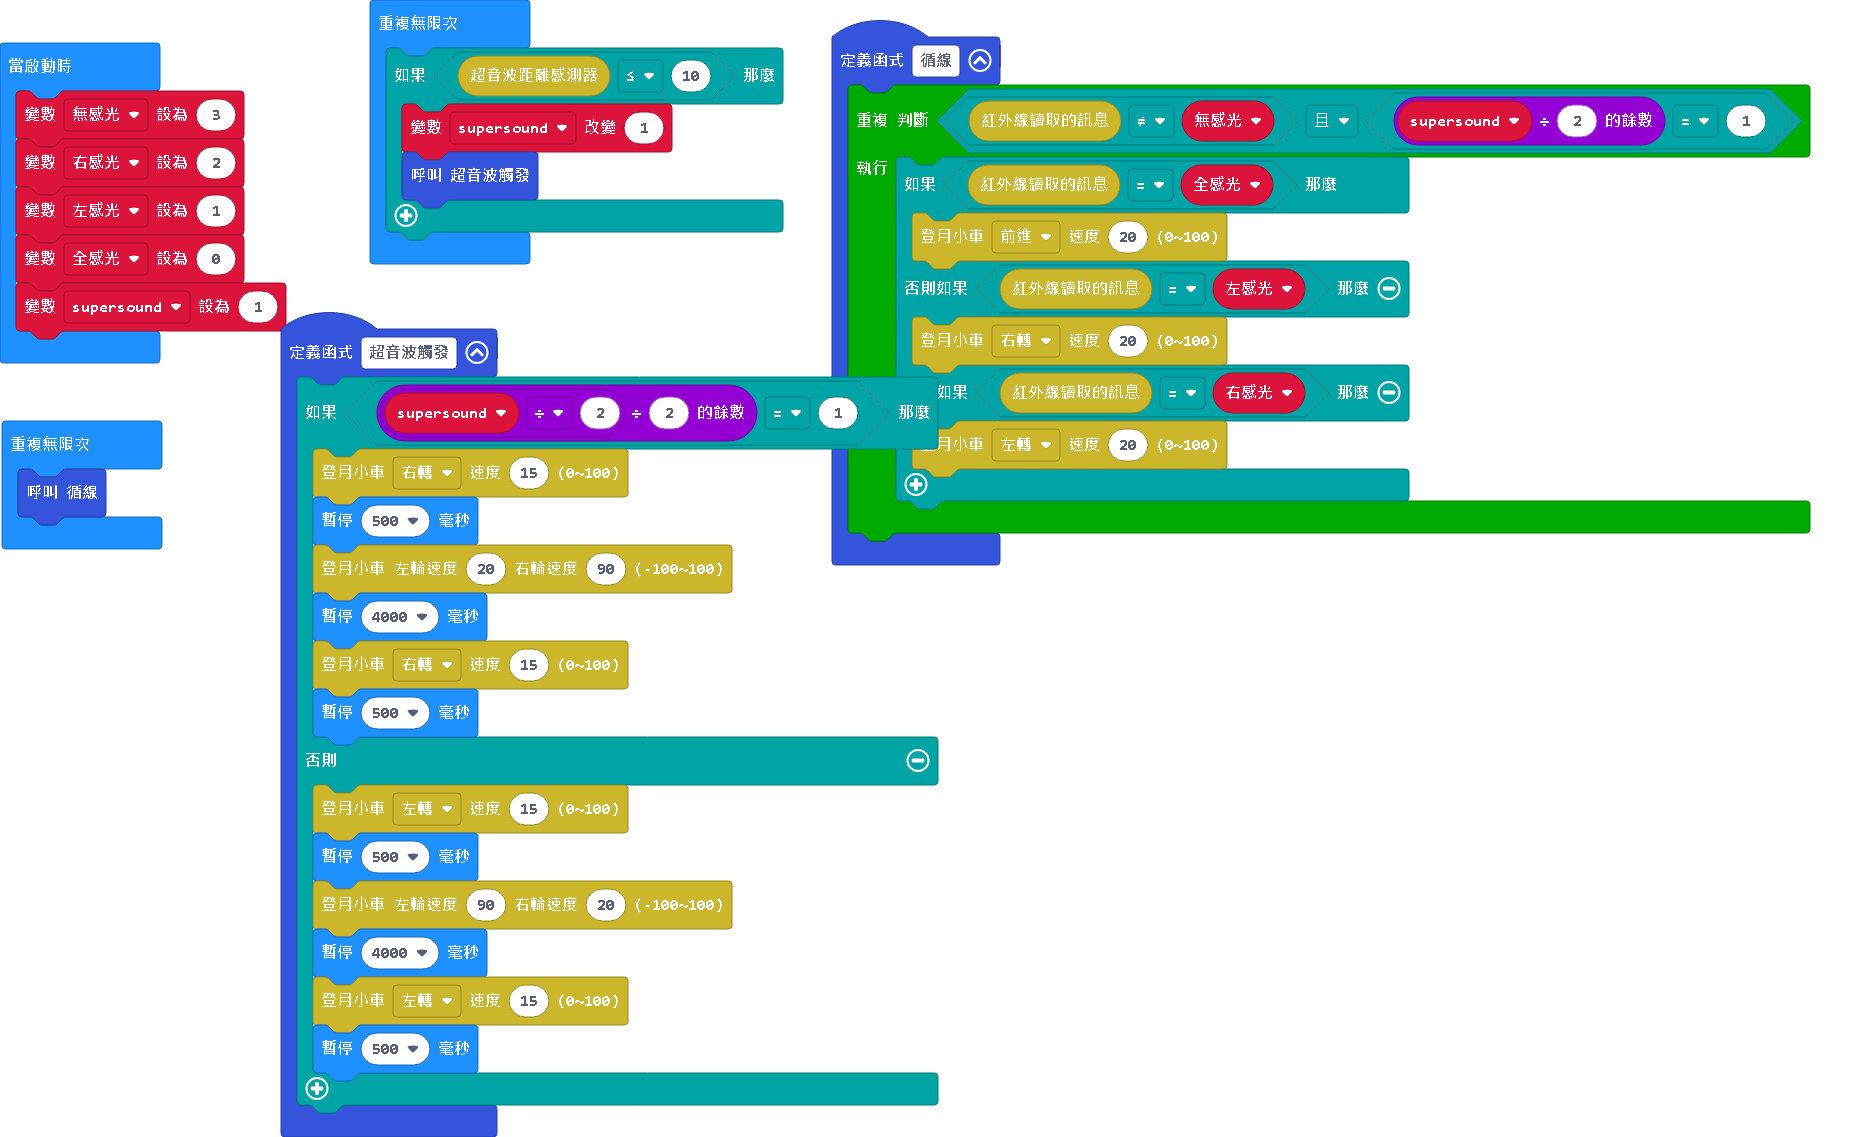 當啟動時
變數 無感光 設為 3
變數 右感光 設為 2
變數 左感光 設為 1
變數 全感光 設為 0
變數 supersound 設為 1
重複無限次
呼叫 循線
重複無限次
如果 超音波距離感測器 ≤ 10 那麼
變數 supersound 改變 1
呼叫 超音波觸發
定義函式 超音波觸發
如果 supersound ÷ 2 ÷ 2 的餘數 = 1 那麼
登月小車 右轉 速度 15 (0~100)
暫停 500 毫秒
登月小車 左輪速度 20 右輪速度 90 (-100~100)
暫停 4000 毫秒
登月小車 右轉 速度 15 (0~100)
暫停 500 毫秒
否則
登月小車 左轉 速度 15 (0~100)
暫停 500 毫秒
登月小車 左輪速度 90 右輪速度 20 (-100~100)
暫停 4000 毫秒
登月小車 左轉 速度 15 (0~100)
暫停 500 毫秒
定義函式 循線
重複 判斷 紅外線讀取的訊息 ≠ 無感光 且 supersound ÷ 2 的餘數 = 1
執行
如果 紅外線讀取的訊息 = 全感光 那麼
登月小車 前進 速度 20 (0~100)
否則如果 紅外線讀取的訊息 = 左感光 那麼
登月小車 右轉 速度 20 (0~100)
如果 紅外線讀取的訊息 = 右感光 那麼
月小車 左轉 速度 20 (0~100)